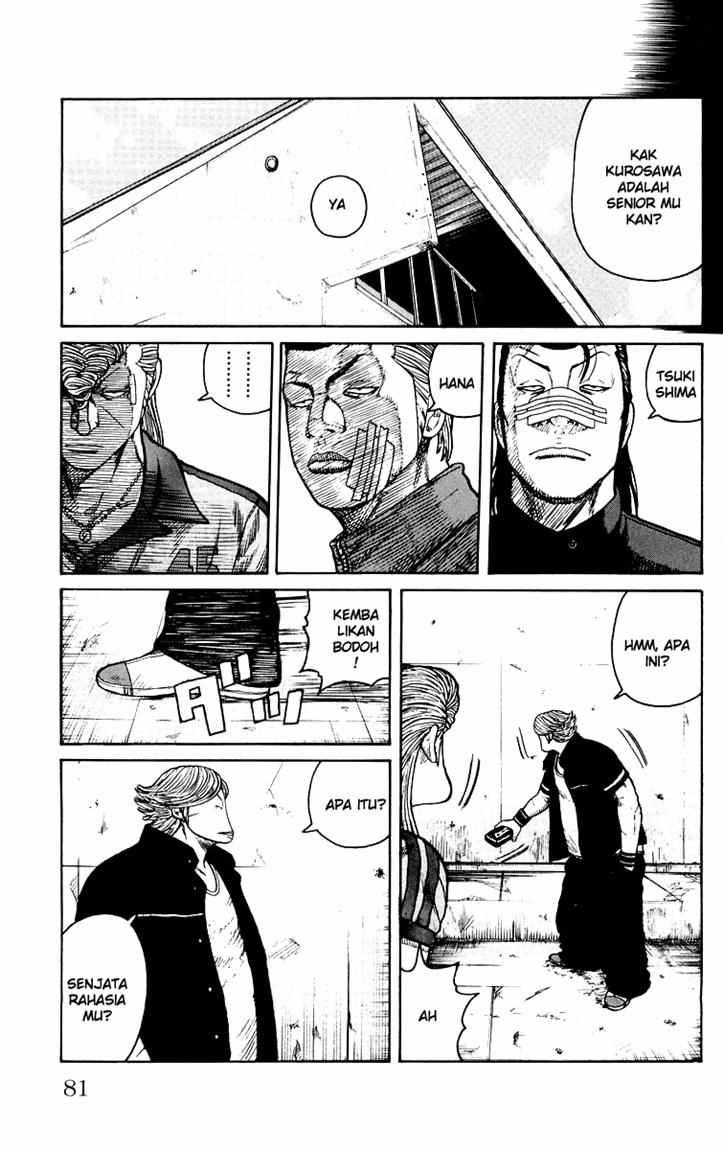 KAK
KUROSAWA
ADALAH
SENIOR MU
KAN?
YA
TSUKI
SHIMA
HANA
HMM, APA
INI?
AH
KEMBA
LIKAN
BODOH
!
APA ITU?
SENJATA
RAHASIA
MU?
81